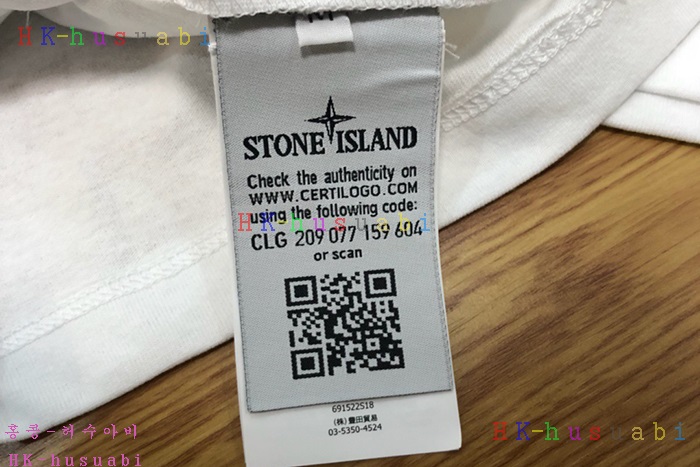 HK-husuabi
M
STONE ISLAND
Check the authenticity on
WWW.CERTILOGO.COM
using the following code:
HK-husuabi
CLG 209 077 159 604
or scan
691522S18
(株)豊田貿易
03-5350-4524
홍콩-허수아비
HK_husuabi
HK-husuabi